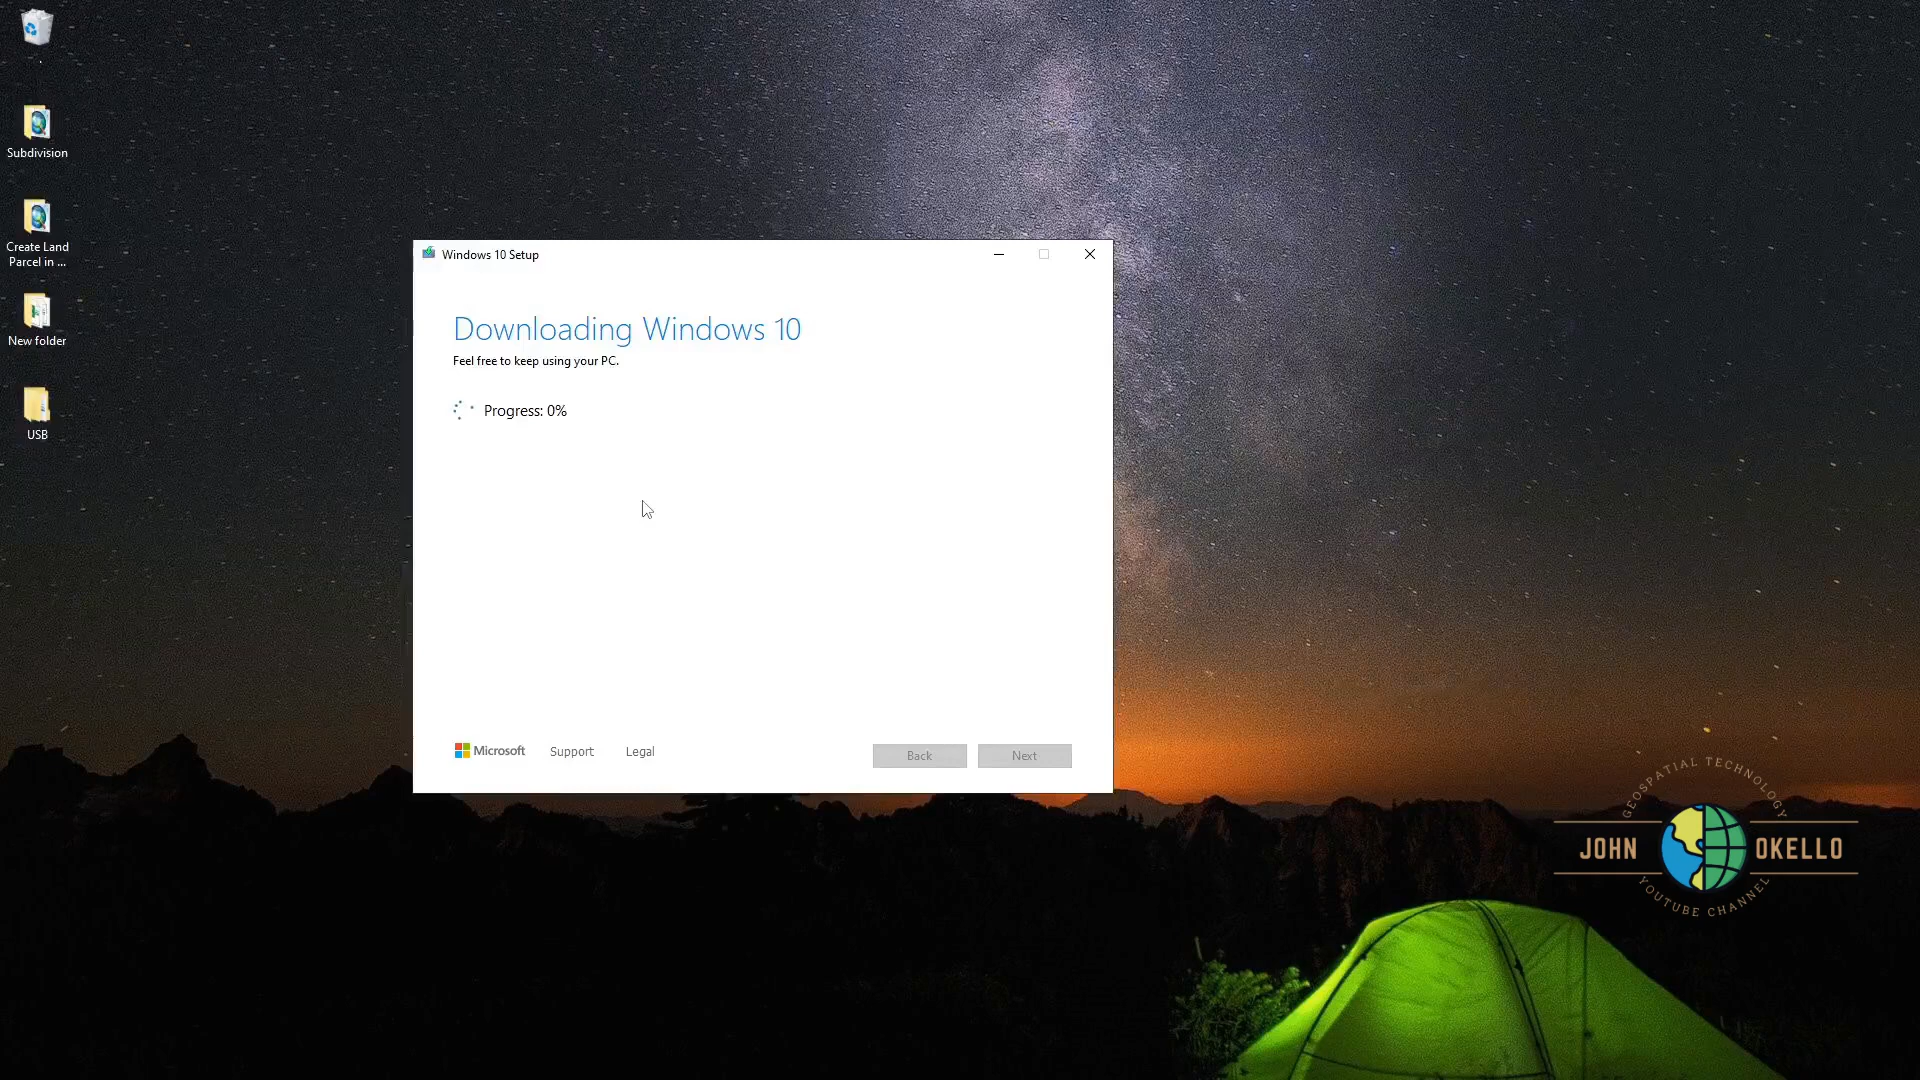 Subdivision
Create Land
Parcel in ...
New folder
USB
Windows 10 Setup
Downloading Windows 10
Feel free to keep using your PC.
Progress: 0%
Microsoft
Support
Legal
Back
Next
GEOSPATIAL TECHNOLOGY
JOHN OKELLO
YOUTUBE CHANNEL